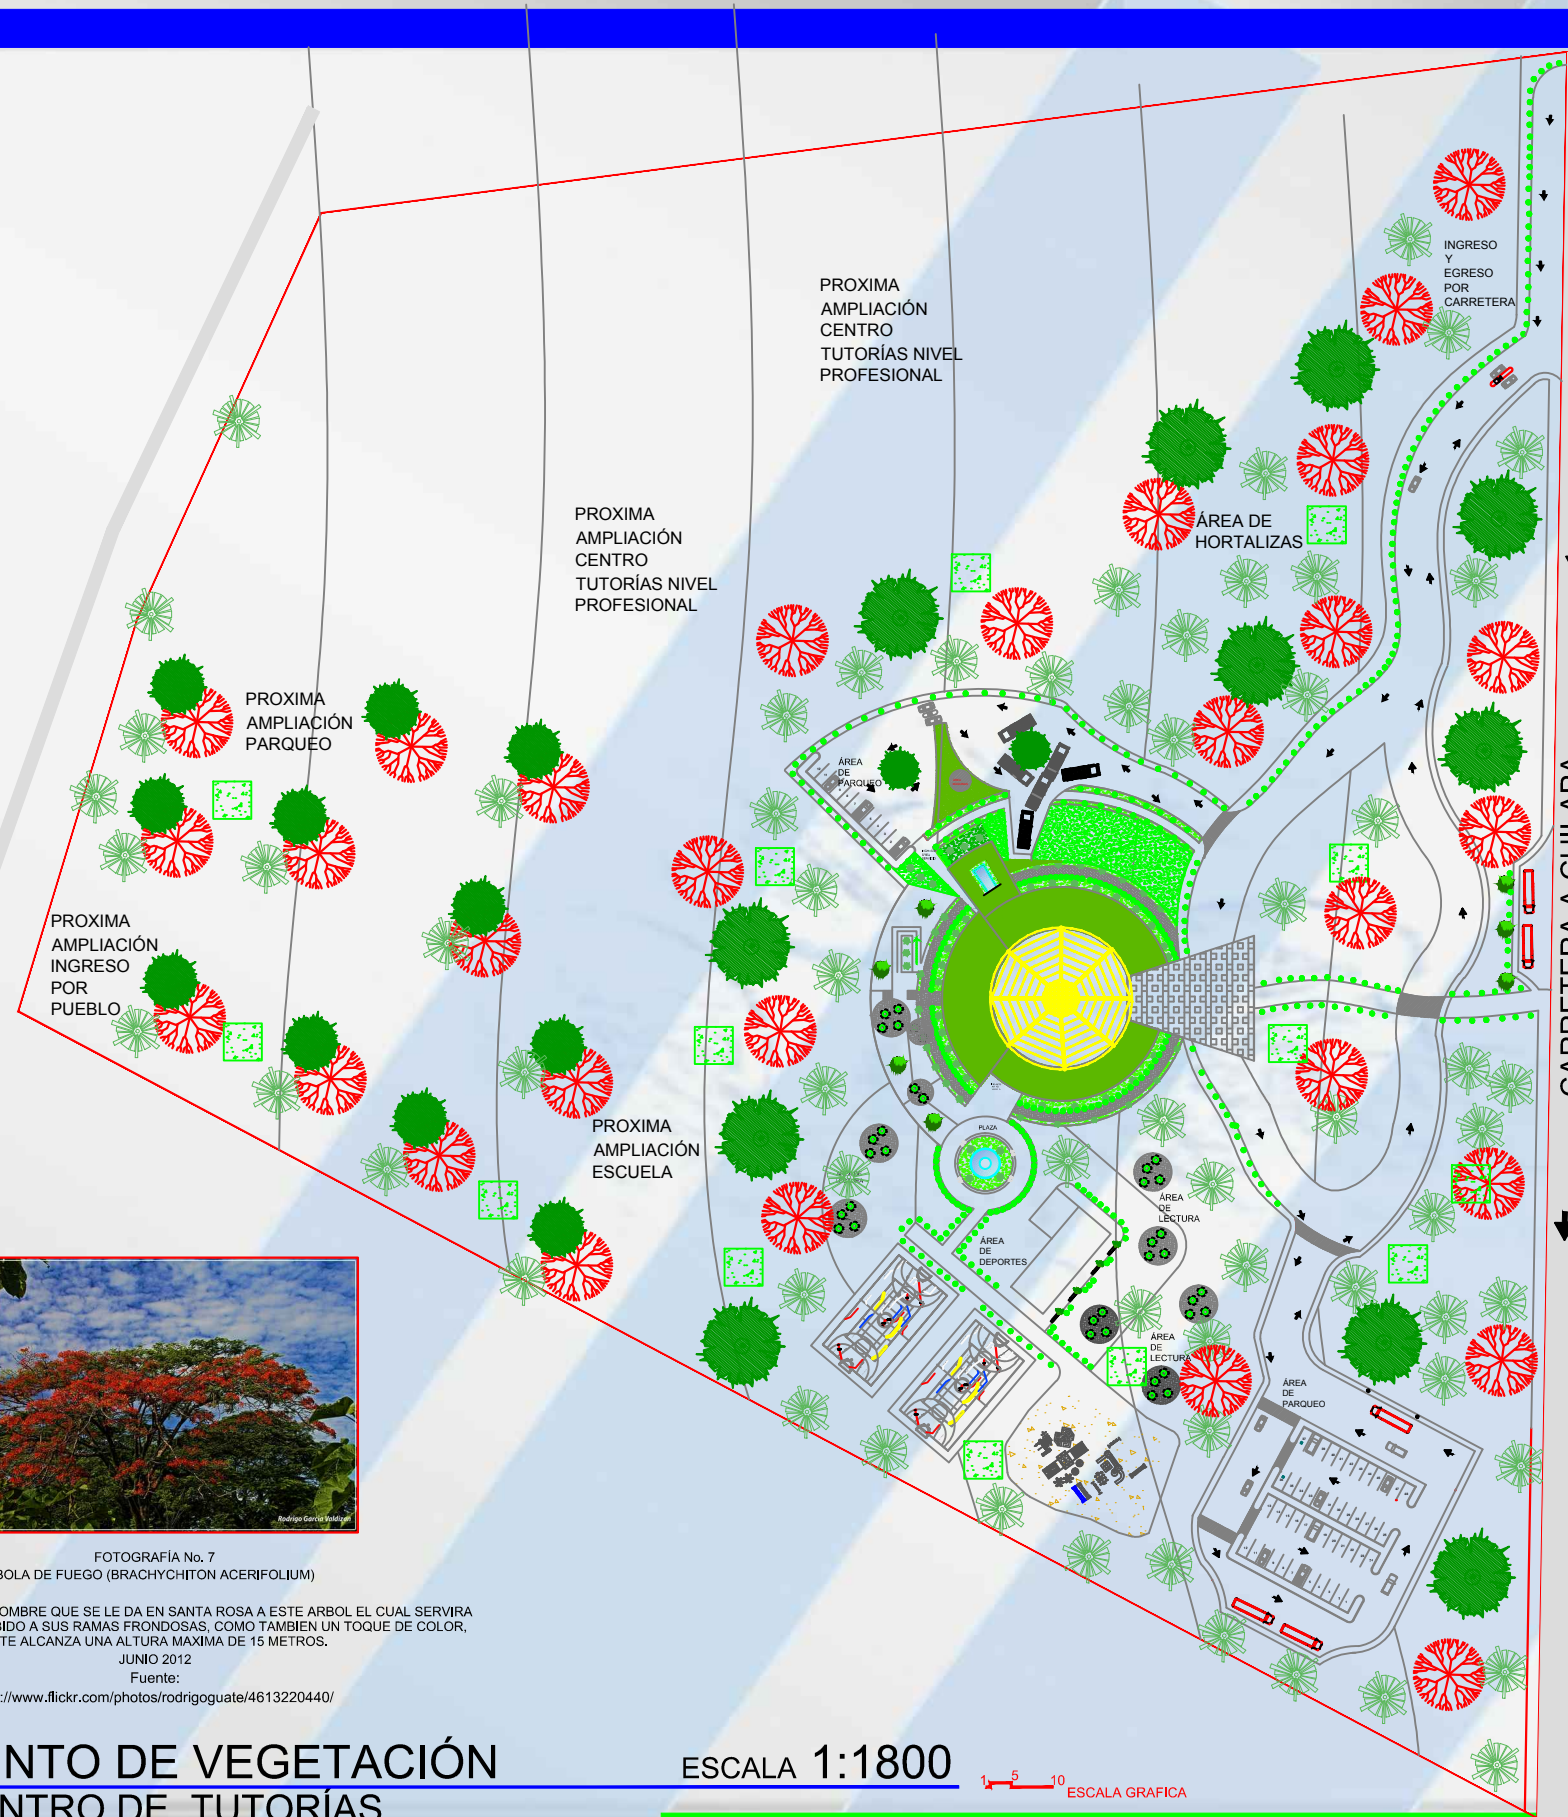 PROXIMA
AMPLIACIÓN
CENTRO
TUTORÍAS NIVEL
PROFESIONAL
INGRESO
Y
EGRESO
POR
CARRETERA
PROXIMA
AMPLIACIÓN
CENTRO
TUTORÍAS NIVEL
PROFESIONAL
ÁREA DE
HORTALIZAS
PROXIMA
AMPLIACIÓN
PARQUEO
ÁREA
DE
PARQUEO
PROXIMA
AMPLIACIÓN
INGRESO
POR
PUEBLO
CARRETERA A CUILAPA
PROXIMA
AMPLIACIÓN
ESCUELA
PLAZA
ÁREA
DE
LECTURA
ÁREA
DE
DEPORTES
ÁREA
DE
LECTURA
ÁREA
DE
PARQUEO
Rodrigo García Valdizan
FOTOGRAFÍA No. 7
BOLA DE FUEGO (BRACHYCHITON ACERIFOLIUM)
OMBRE QUE SE LE DA EN SANTA ROSA A ESTE ARBOL EL CUAL SERVIRA
BIDO A SUS RAMAS FRONDOSAS, COMO TAMBIEN UN TOQUE DE COLOR,
TE ALCANZA UNA ALTURA MAXIMA DE 15 METROS.
JUNIO 2012
Fuente:
://www.flickr.com/photos/rodrigoguate/4613220440/
NTO DE VEGETACIÓN
ESCALA 1:1800
1 5 10 ESCALA GRAFICA
NTRO DE TUTORÍAS